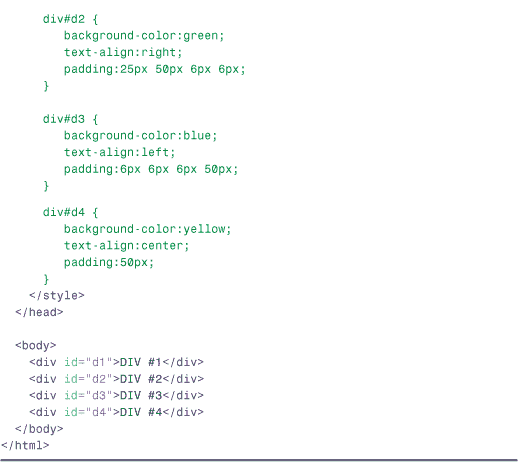 div#d2 {
background-color:green;
text-align:right;
padding:25px 50px 6px 6px;
}
div#d3 {
background-color:blue;
text-align:left;
padding:6px 6px 6px 50px;
}
div#d4 {
background-color:yellow;
text-align:center;
padding:50px;
}
</style>
</head>
<body>
<div id="d1">DIV #1</div>
<div id="d2">DIV #2</div>
<div id="d3">DIV #3</div>
<div id="d4">DIV #4</div>
</body>
</html>